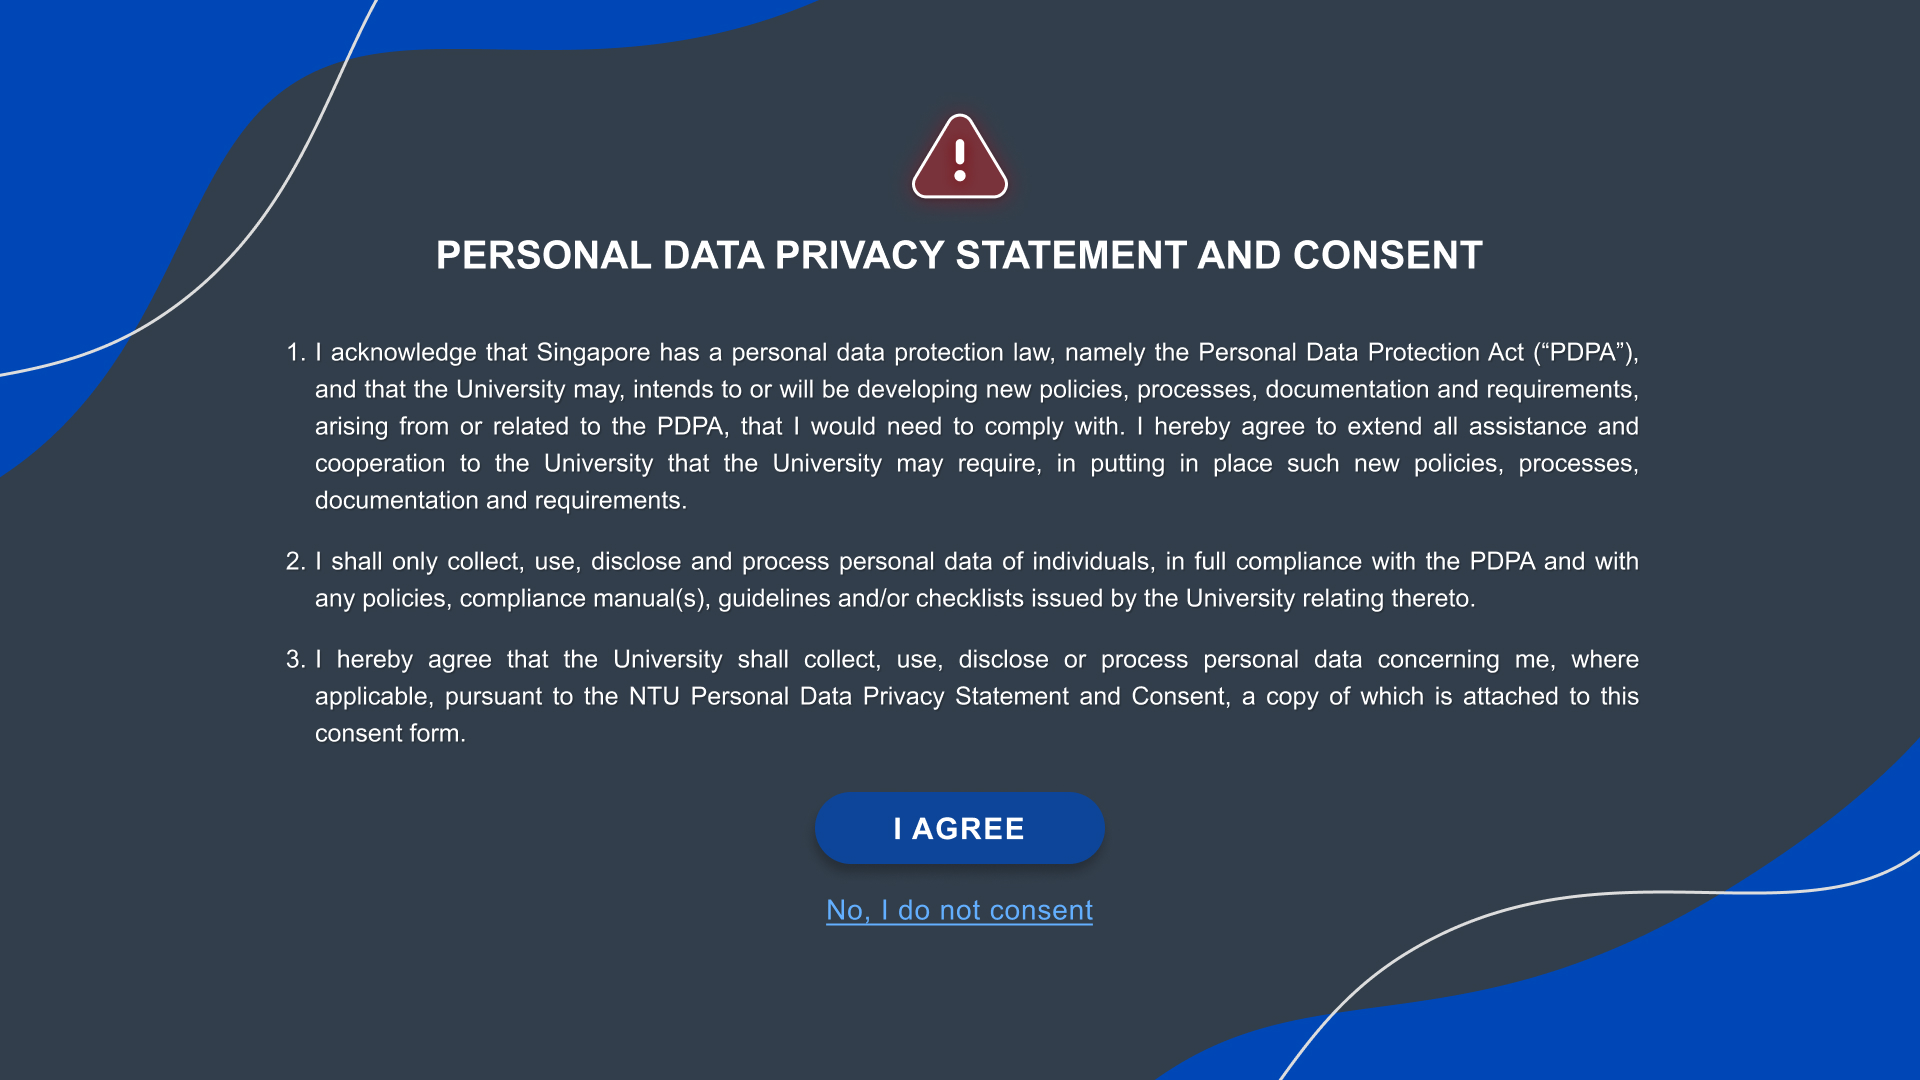 PERSONAL DATA PRIVACY STATEMENT AND CONSENT
1. I acknowledge that Singapore has a personal data protection law, namely the Personal Data Protection Act (“PDPA”),
and that the University may, intends to or will be developing new policies, processes, documentation and requirements,
arising from or related to the PDPA, that I would need to comply with. I hereby agree to extend all assistance and
cooperation to the University that the University may require, in putting in place such new policies, processes,
documentation and requirements.
2. I shall only collect, use, disclose and process personal data of individuals, in full compliance with the PDPA and with
any policies, compliance manual(s), guidelines and/or checklists issued by the University relating thereto.
3. I hereby agree that the University shall collect, use, disclose or process personal data concerning me, where
applicable, pursuant to the NTU Personal Data Privacy Statement and Consent, a copy of which is attached to this
consent form.
I AGREE
No, I do not consent